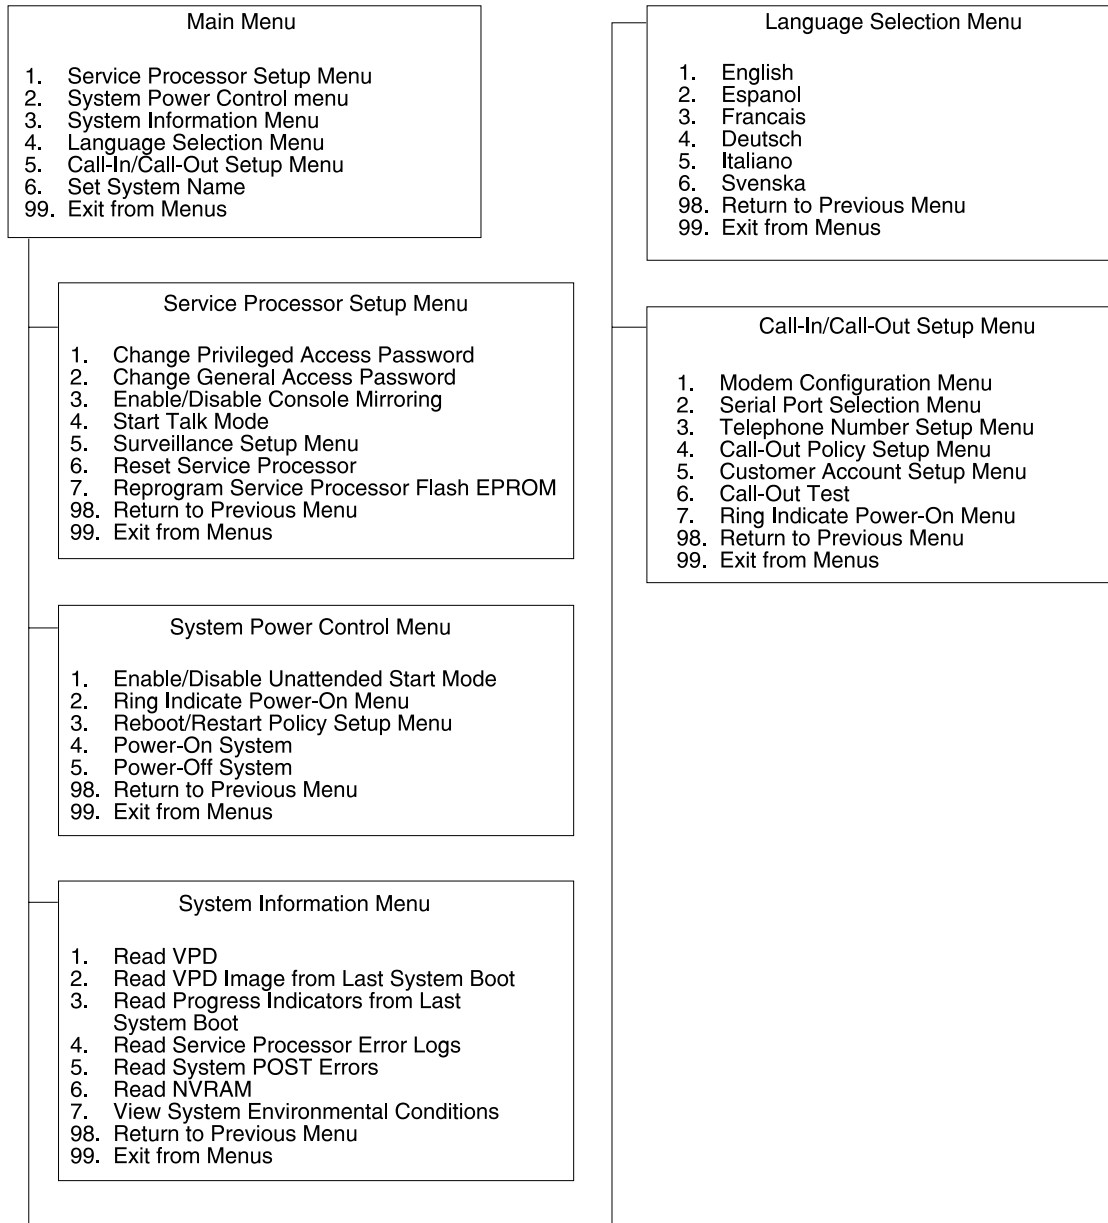 Main Menu
1. Service Processor Setup Menu
2. System Power Control menu
3. System Information Menu
4. Language Selection Menu
5. Call-In/Call-Out Setup Menu
6. Set System Name
99. Exit from Menus
Service Processor Setup Menu
1. Change Privileged Access Password
2. Change General Access Password
3. Enable/Disable Console Mirroring
4. Start Talk Mode
5. Surveillance Setup Menu
6. Reset Service Processor
7. Reprogram Service Processor Flash EPROM
98. Return to Previous Menu
99. Exit from Menus
System Power Control Menu
1. Enable/Disable Unattended Start Mode
2. Ring Indicate Power-On Menu
3. Reboot/Restart Policy Setup Menu
4. Power-On System
5. Power-Off System
98. Return to Previous Menu
99. Exit from Menus
System Information Menu
1. Read VPD
2. Read VPD Image from Last System Boot
3. Read Progress Indicators from Last
System Boot
4. Read Service Processor Error Logs
5. Read System POST Errors
6. Read NVRAM
7. View System Environmental Conditions
98. Return to Previous Menu
99. Exit from Menus
Language Selection Menu
1. English
2. Espanol
3. Francais
4. Deutsch
5. Italiano
6. Svenska
98. Return to Previous Menu
99. Exit from Menus
Call-In/Call-Out Setup Menu
1. Modem Configuration Menu
2. Serial Port Selection Menu
3. Telephone Number Setup Menu
4. Call-Out Policy Setup Menu
5. Customer Account Setup Menu
6. Call-Out Test
7. Ring Indicate Power-On Menu
98. Return to Previous Menu
99. Exit from Menus